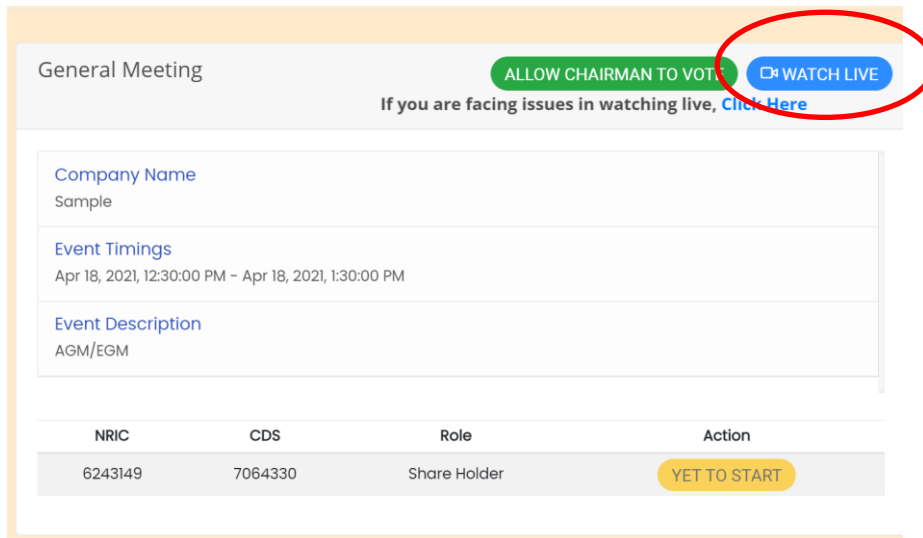 General Meeting
ALLOW CHAIRMAN TO VOTE
WATCH LIVE
If you are facing issues in watching live, Click Here
Company Name
Sample
Event Timings
Apr 18, 2021, 12:30:00 PM - Apr 18, 2021, 1:30:00 PM
Event Description
AGM/EGM
NRIC CDS Role Action
6243149 7064330 Share Holder YET TO START